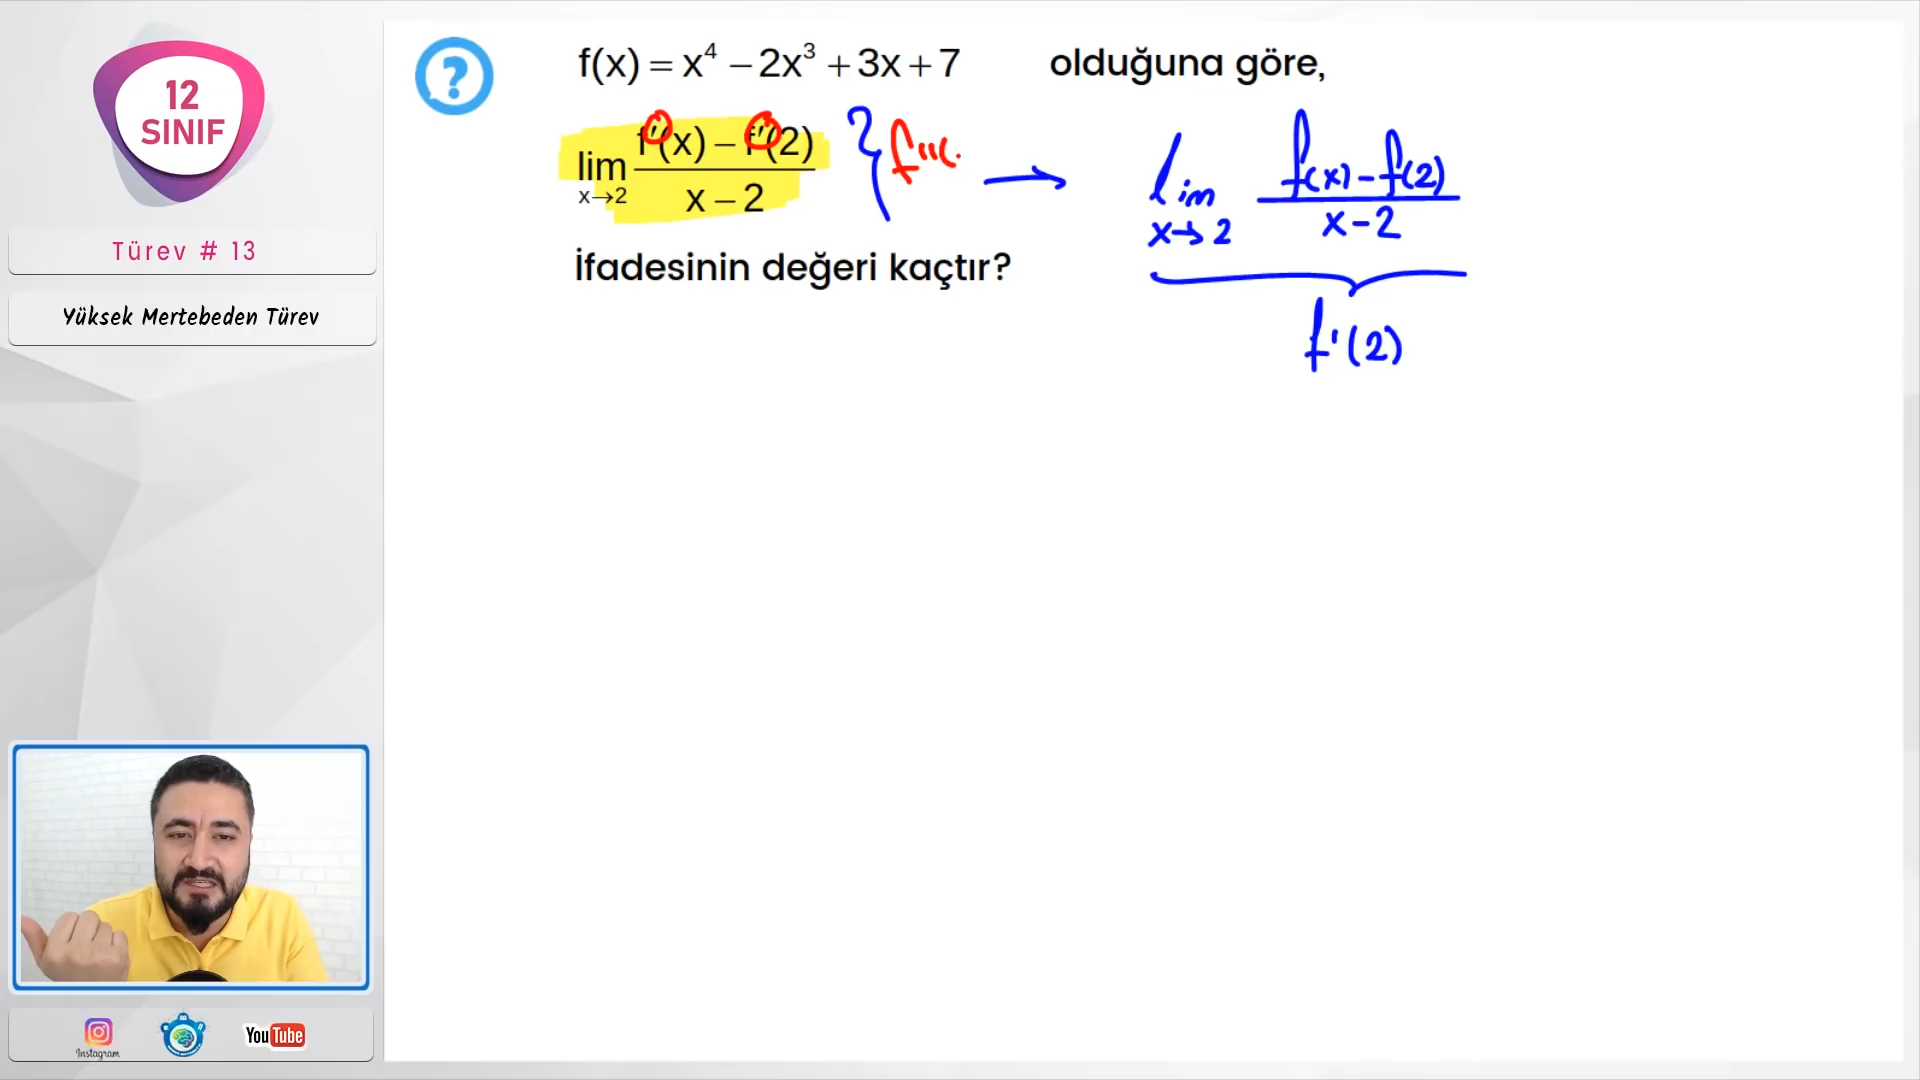 12
SINIF
Türev # 13
Yüksek Mertebeden Türev
f(x) = x⁴ − 2x³ + 3x + 7 olduğuna göre,
lim x→2 f'(x) − f'(2) / x − 2
İfadesinin değeri kaçtır?
lim x→2 f(x) − f(2) / x − 2
f'(2)
Instagram
YouTube